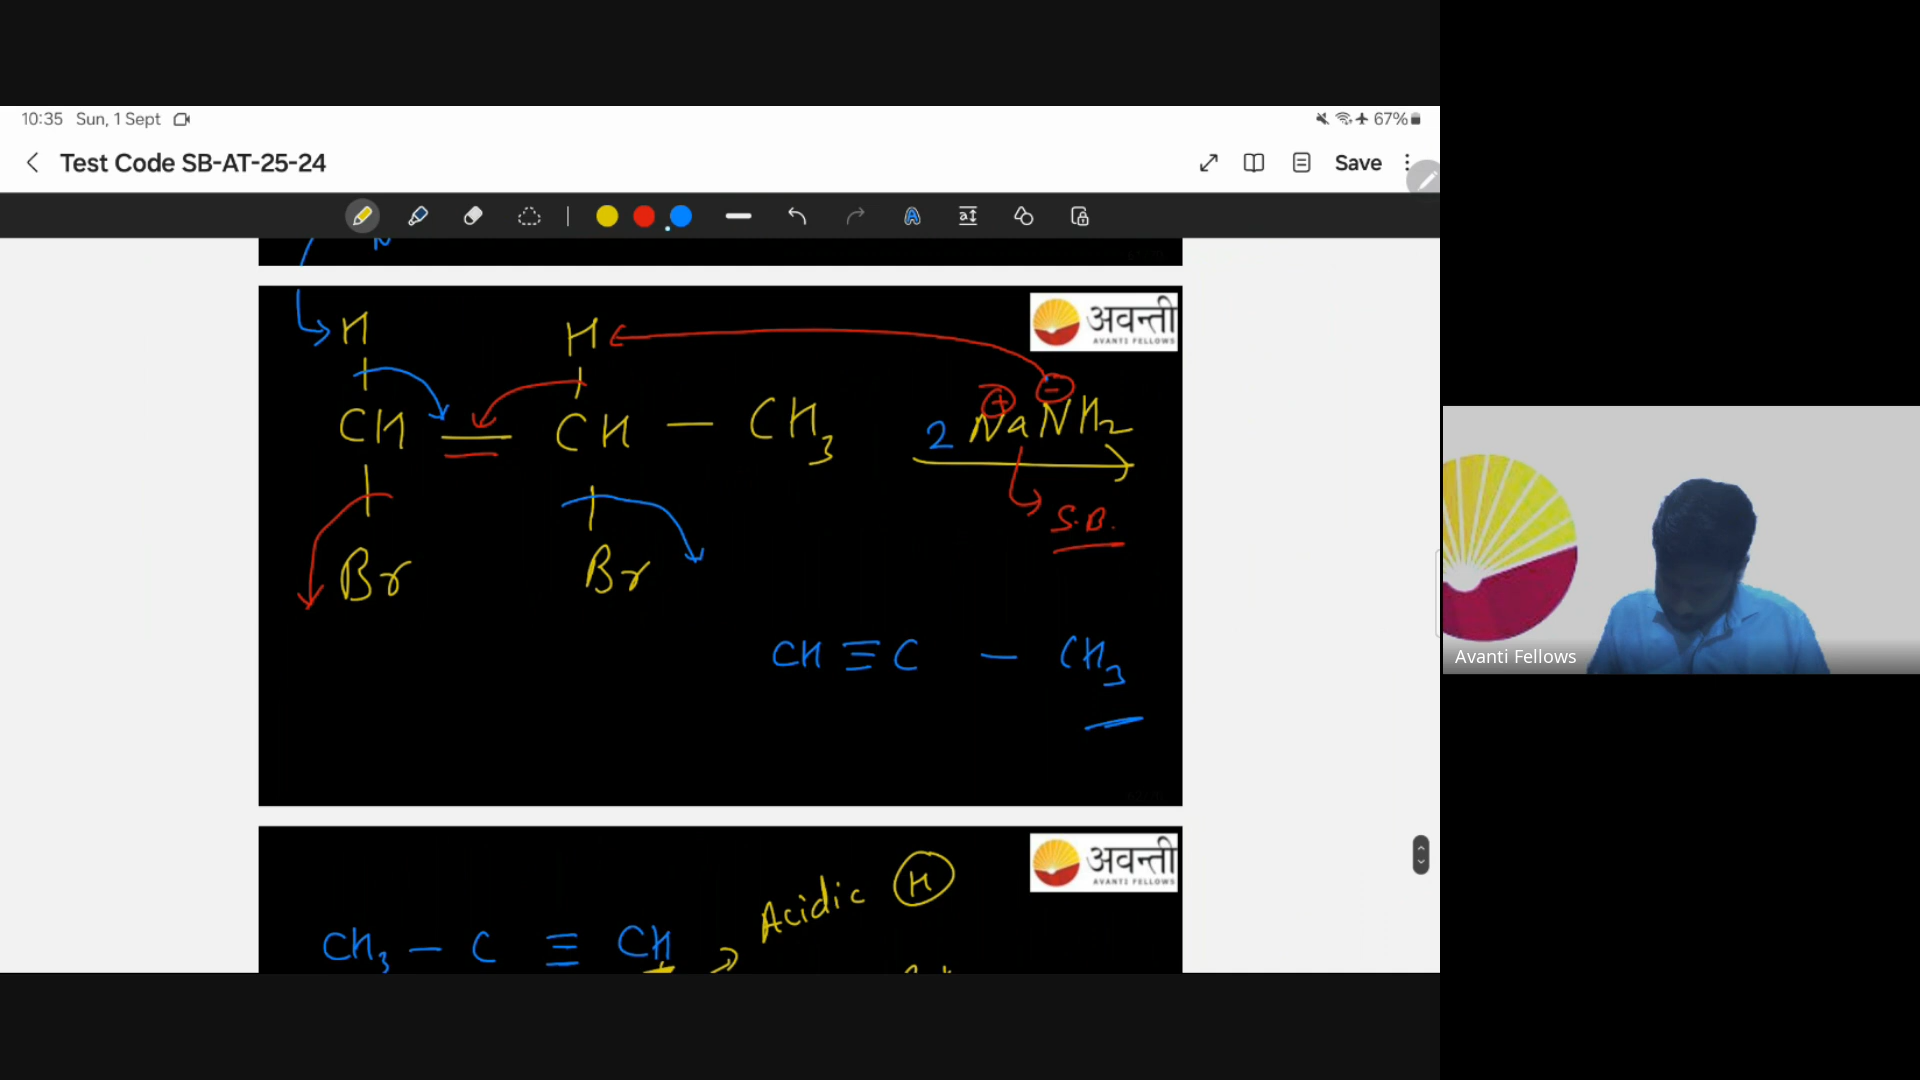 10:35 Sun, 1 Sept 67%
Test Code SB-AT-25-24 Save
N
अवन्ती
AVANTI FELLOWS
H H
CH = CH — CH3 2 NaNH2
⊕ ⊖
S.B.
Br Br
CH ≡ C — CH3
अवन्ती
AVANTI FELLOWS
Acidic H
CH3 — C ≡ CH
Avanti Fellows